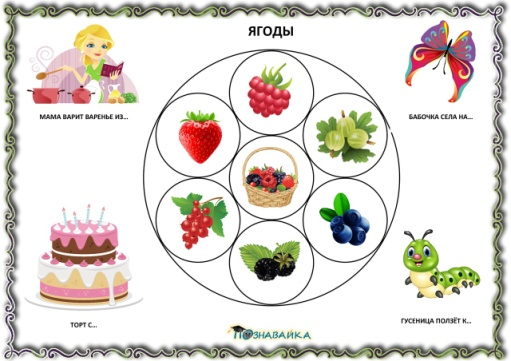 ЯГОДЫ
МАМА ВАРИТ ВАРЕНЬЕ ИЗ...
БАБОЧКА СЕЛА НА...
ТОРТ С...
ГУСЕНИЦА ПОЛЗЁТ К...
ПОЗНАВАЙКА